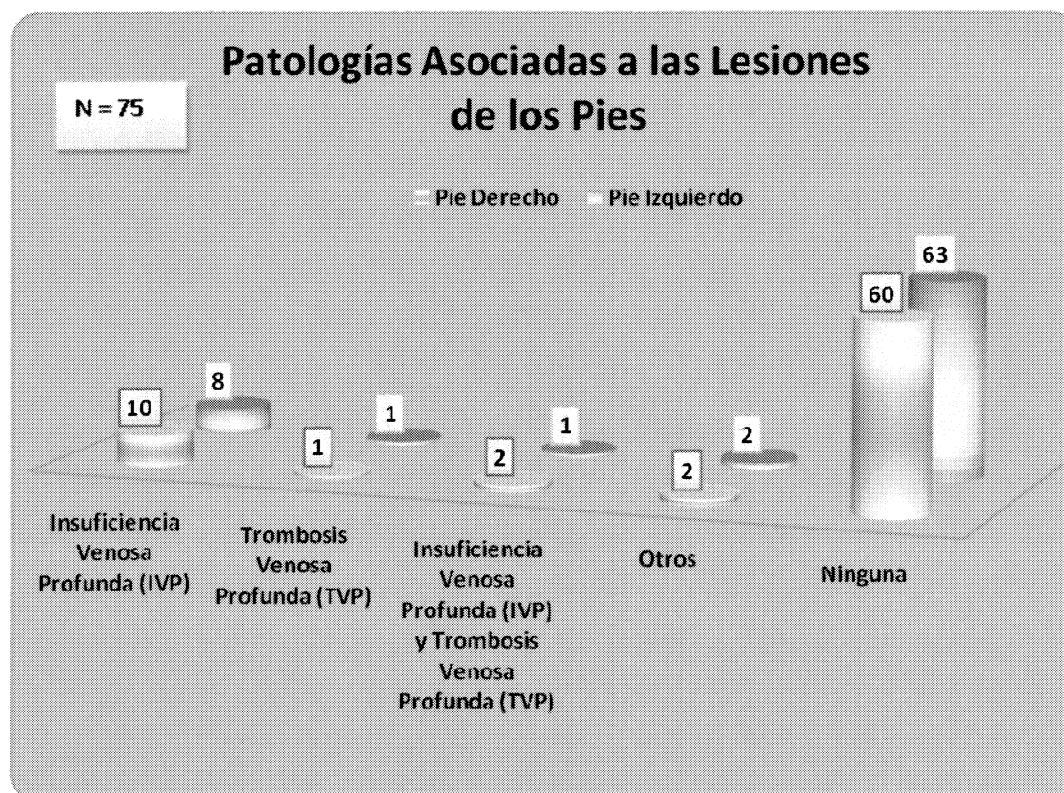 Patologías Asociadas a las Lesiones
de los Pies
N = 75
Pie Derecho Pie Izquierdo
10
8
1
1
2
1
2
2
60
63
Insuficiencia
Venosa
Profunda (IVP)
Trombosis
Venosa
Profunda (TVP)
Insuficiencia
Venosa
Profunda (IVP)
y Trombosis
Venosa
Profunda (TVP)
Otros
Ninguna